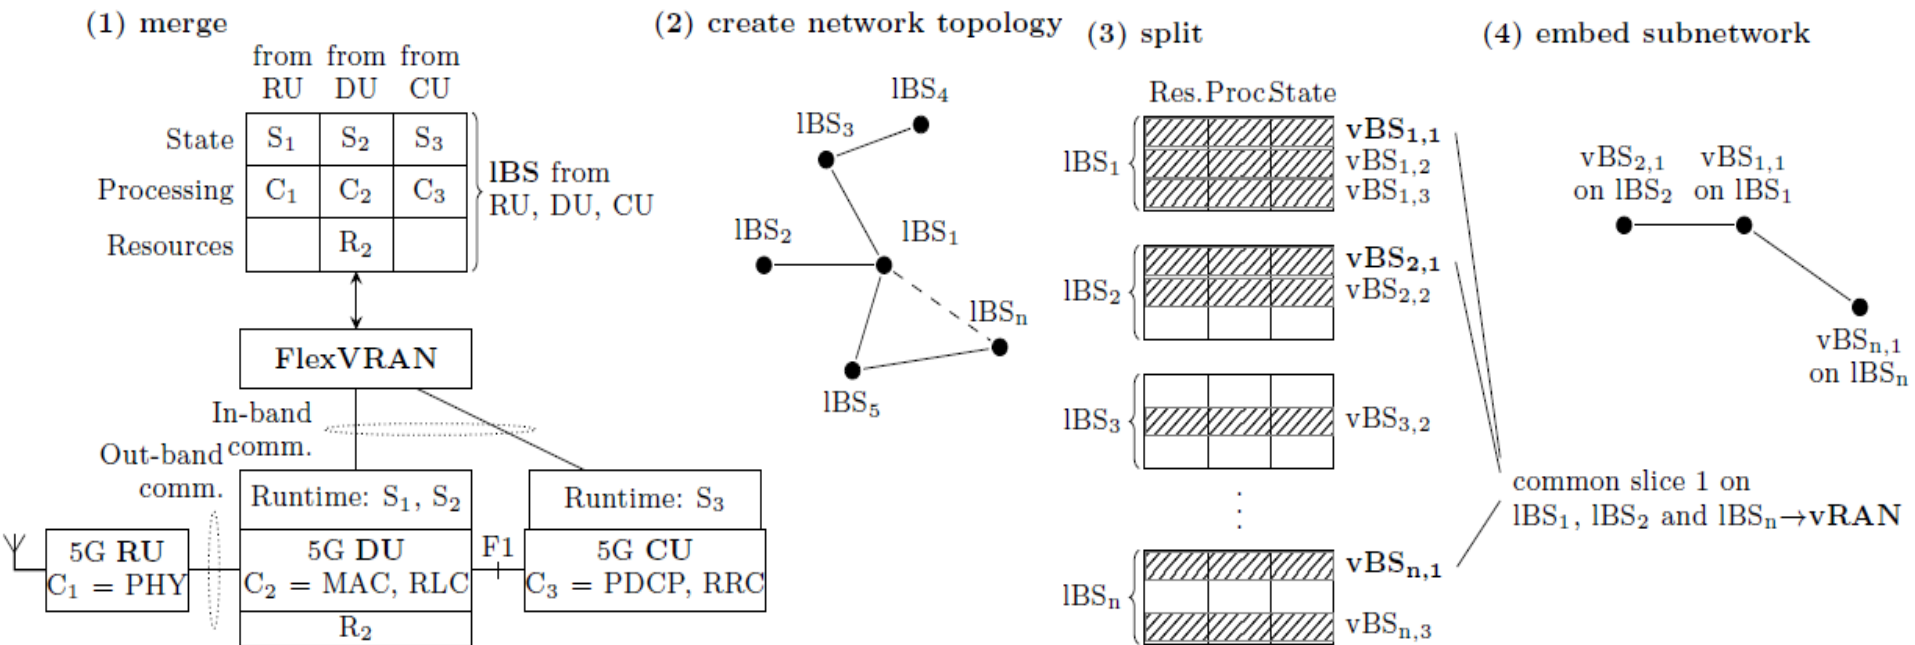 (1) merge
from from from
RU DU CU
State S₁ S₂ S₃
Processing C₁ C₂ C₃
Resources R₂
lBS from
RU, DU, CU
FlexVRAN
In-band
comm.
Out-band
comm.
Runtime: S₁, S₂
Runtime: S₃
5G RU
C₁ = PHY
5G DU
C₂ = MAC, RLC
R₂
F1
5G CU
C₃ = PDCP, RRC
(2) create network topology
lBS₄
lBS₃
lBS₂
lBS₁
lBSₙ
lBS₅
(3) split
Res. Proc. State
lBS₁
vBS₁,₁
vBS₁,₂
vBS₁,₃
lBS₂
vBS₂,₁
vBS₂,₂
lBS₃
vBS₃,₂
⋮
lBSₙ
vBSₙ,₁
vBSₙ,₃
(4) embed subnetwork
vBS₂,₁
on lBS₂
vBS₁,₁
on lBS₁
vBSₙ,₁
on lBSₙ
common slice 1 on
lBS₁, lBS₂ and lBSₙ→vRAN